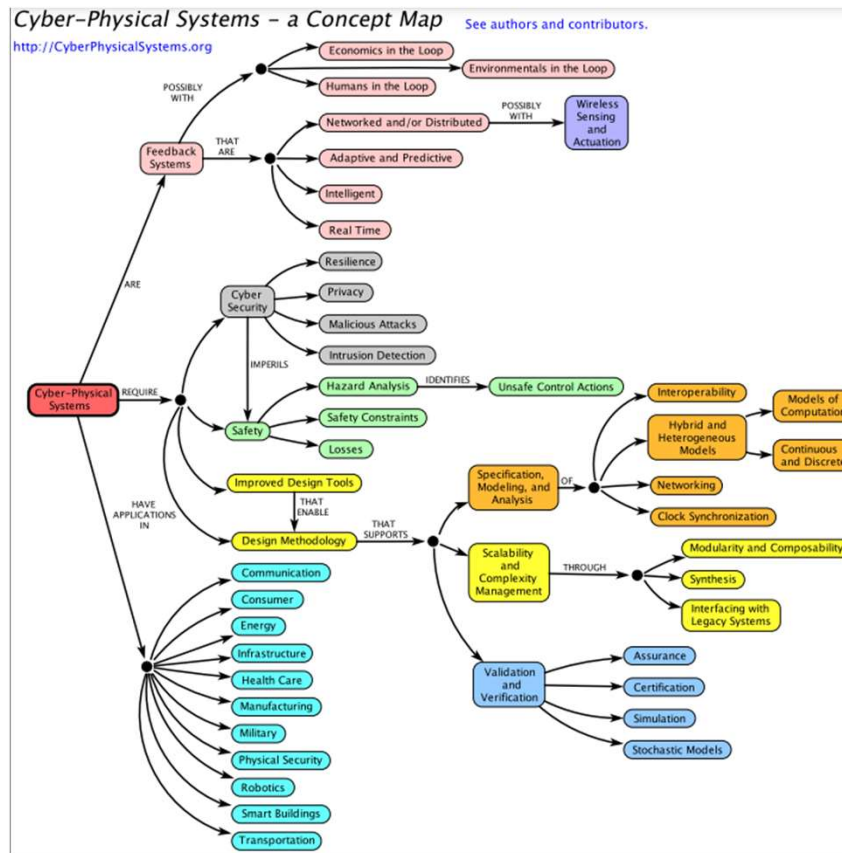 Cyber-Physical Systems - a Concept Map
See authors and contributors.
http://CyberPhysicalSystems.org
Economics in the Loop
Environmentals in the Loop
Humans in the Loop
POSSIBLY
WITH
Networked and/or Distributed
POSSIBLY
WITH
Wireless
Sensing
and
Actuation
Feedback
Systems
THAT
ARE
Adaptive and Predictive
Intelligent
Real Time
ARE
Resilience
Cyber
Security
Privacy
Malicious Attacks
Intrusion Detection
IMPERILS
Cyber-Physical
Systems
REQUIRE
Hazard Analysis
IDENTIFIES
Unsafe Control Actions
Safety
Safety Constraints
Losses
Interoperability
Hybrid and
Heterogeneous
Models
Models of
Computation
Continuous
and Discrete
Improved Design Tools
THAT
ENABLE
Specification,
Modeling, and
Analysis
OF
Networking
Clock Synchronization
HAVE
APPLICATIONS
IN
Design Methodology
THAT
SUPPORTS
Scalability
and
Complexity
Management
THROUGH
Modularity and Composability
Synthesis
Interfacing with
Legacy Systems
Validation
and
Verification
Assurance
Certification
Simulation
Stochastic Models
Communication
Consumer
Energy
Infrastructure
Health Care
Manufacturing
Military
Physical Security
Robotics
Smart Buildings
Transportation